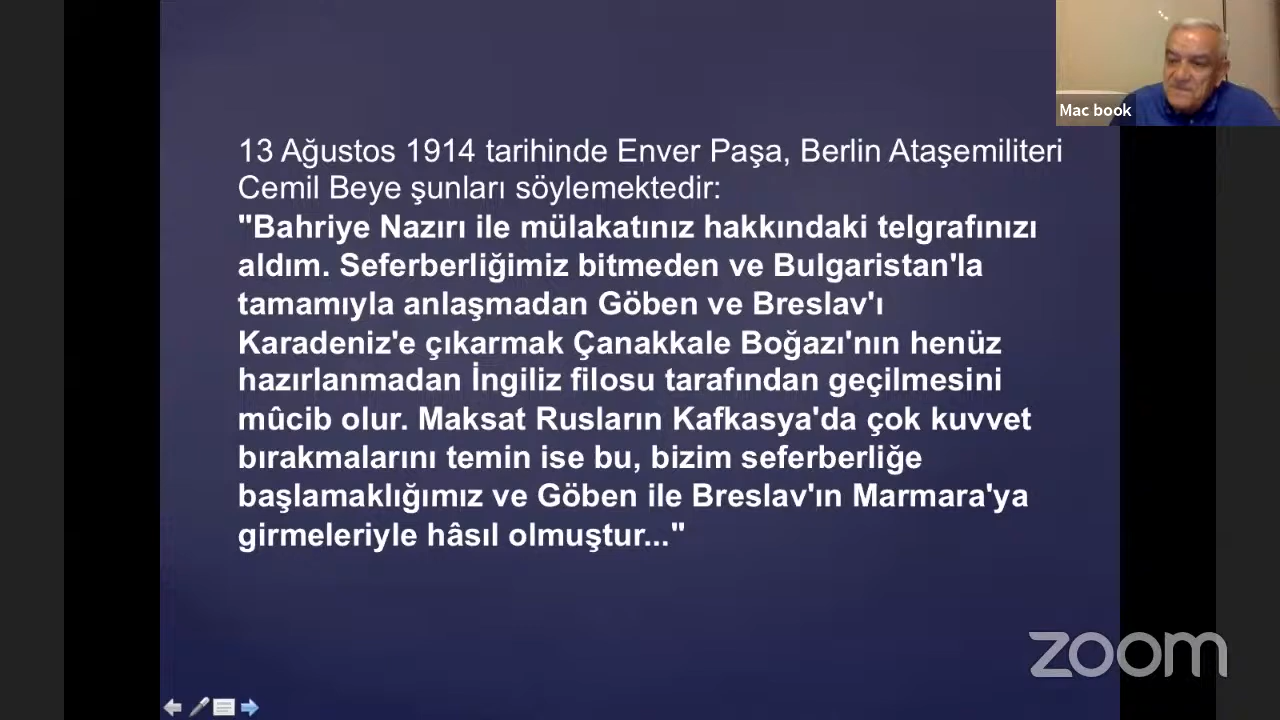 Mac book
13 Ağustos 1914 tarihinde Enver Paşa, Berlin Ataşemiliteri
Cemil Beye şunları söylemektedir:
"Bahriye Nazırı ile mülakatınız hakkındaki telgrafınızı
aldım. Seferberliğimiz bitmeden ve Bulgaristan'la
tamamıyla anlaşmadan Göben ve Breslav'ı
Karadeniz'e çıkarmak Çanakkale Boğazı'nın henüz
hazırlanmadan İngiliz filosu tarafından geçilmesini
mûcib olur. Maksat Rusların Kafkasya'da çok kuvvet
bırakmalarını temin ise bu, bizim seferberliğe
başlamaklığımız ve Göben ile Breslav'ın Marmara'ya
girmeleriyle hâsıl olmuştur..."
zoom